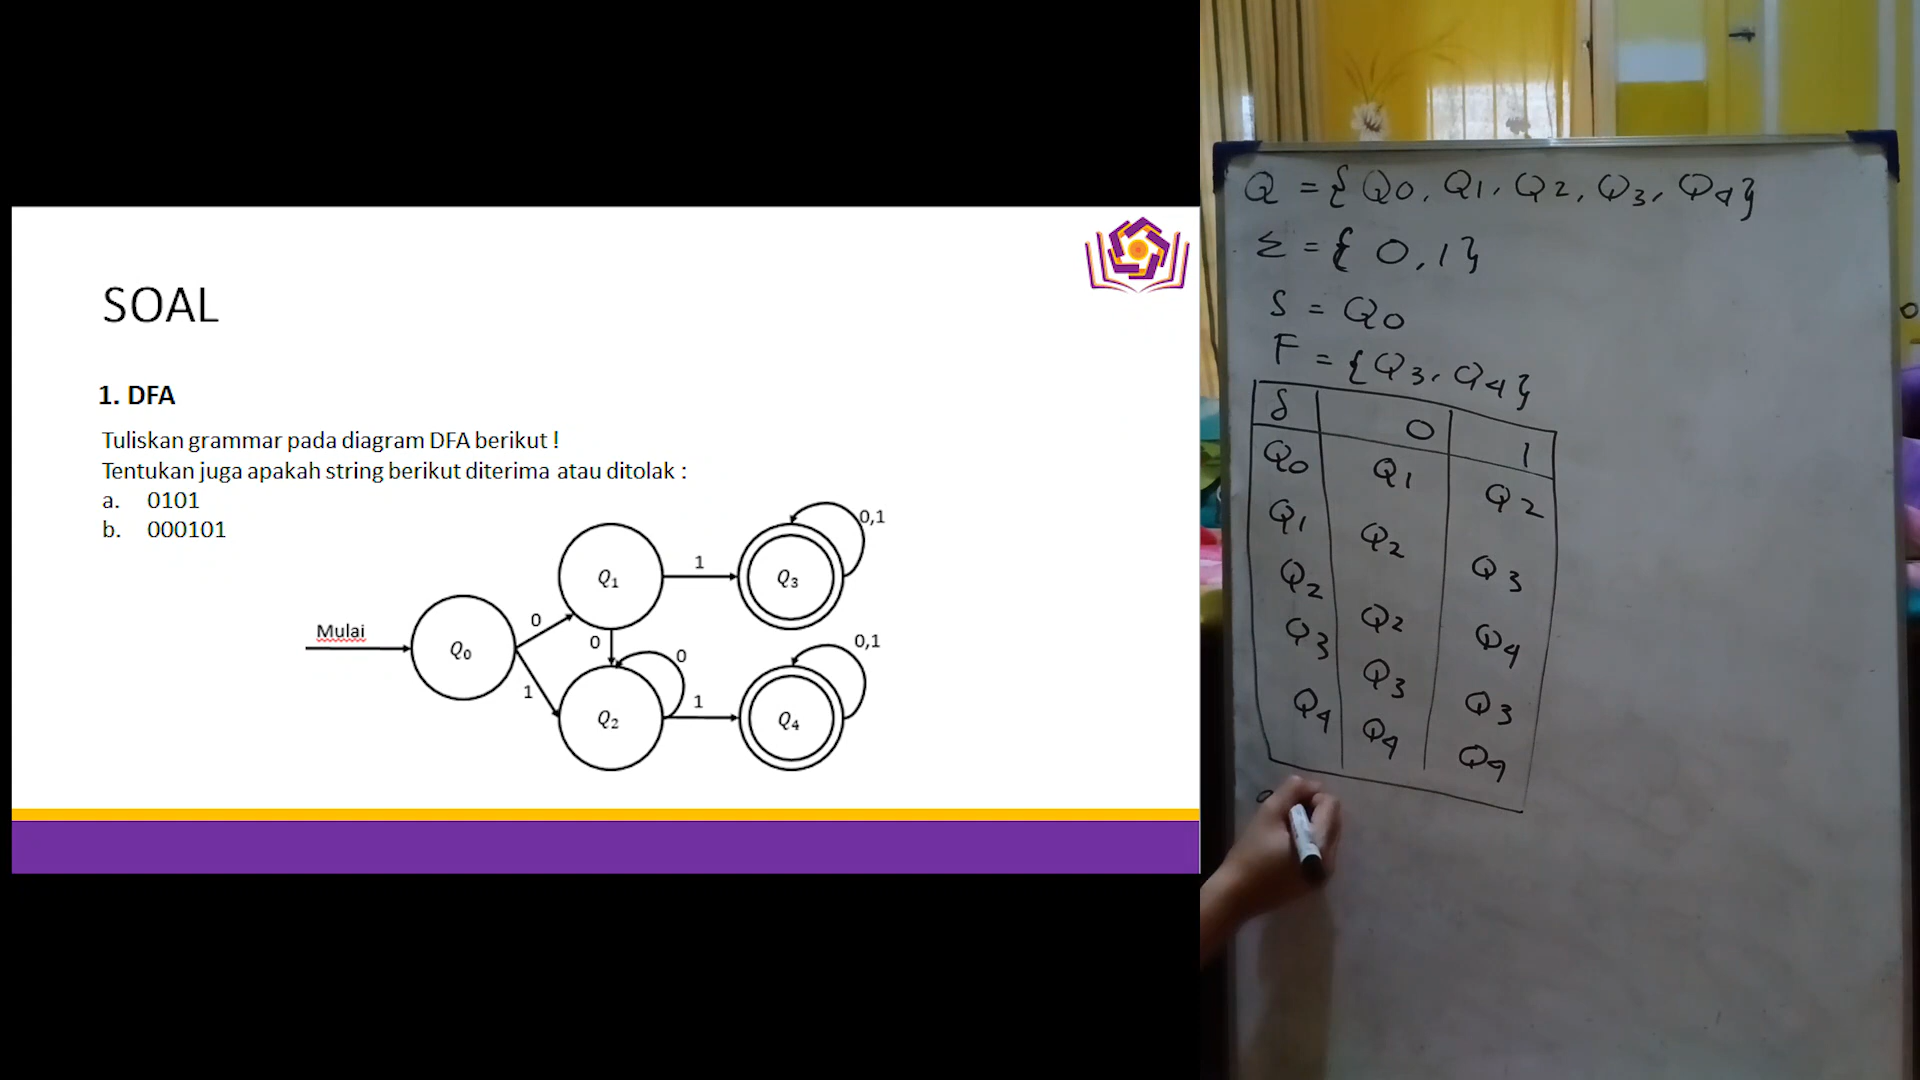 SOAL
1. DFA
Tuliskan grammar pada diagram DFA berikut !
Tentukan juga apakah string berikut diterima atau ditolak :
a. 0101
b. 000101
Mulai
Q0
0
1
Q1
0
1
Q3
0,1
Q2
0
1
Q4
0,1
Q = {Q0, Q1, Q2, Q3, Q4}
Σ = {0,1}
S = Q0
F = {Q3, Q4}
δ 0 1
Q0 Q1 Q2
Q1 Q2 Q3
Q2 Q2 Q4
Q3 Q3 Q3
Q4 Q4 Q4